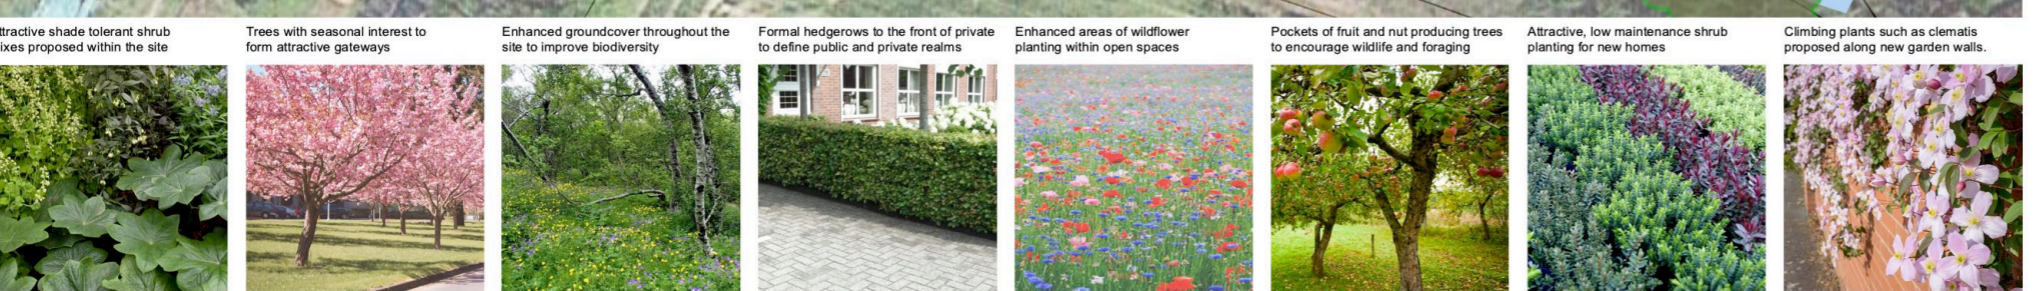 ttractive shade tolerant shrub
ixes proposed within the site
Trees with seasonal interest to
form attractive gateways
Enhanced groundcover throughout the
site to improve biodiversity
Formal hedgerows to the front of private
to define public and private realms
Enhanced areas of wildflower
planting within open spaces
Pockets of fruit and nut producing trees
to encourage wildlife and foraging
Attractive, low maintenance shrub
planting for new homes
Climbing plants such as clematis
proposed along new garden walls.